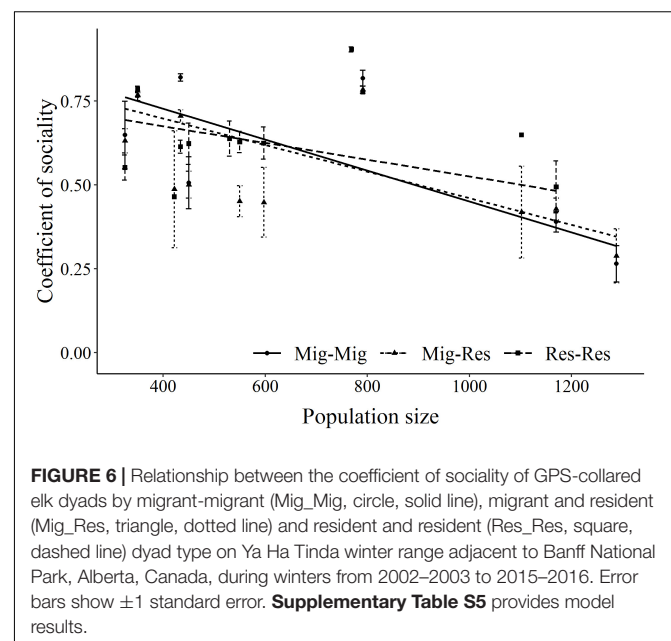 0.75
0.50
0.25
0.00
Coefficient of sociality
Mig-Mig Mig-Res Res-Res
400 600 800 1000 1200
Population size
FIGURE 6 | Relationship between the coefficient of sociality of GPS-collared
elk dyads by migrant-migrant (Mig_Mig, circle, solid line), migrant and resident
(Mig_Res, triangle, dotted line) and resident and resident (Res_Res, square,
dashed line) dyad type on Ya Ha Tinda winter range adjacent to Banff National
Park, Alberta, Canada, during winters from 2002–2003 to 2015–2016. Error
bars show ±1 standard error. Supplementary Table S5 provides model
results.